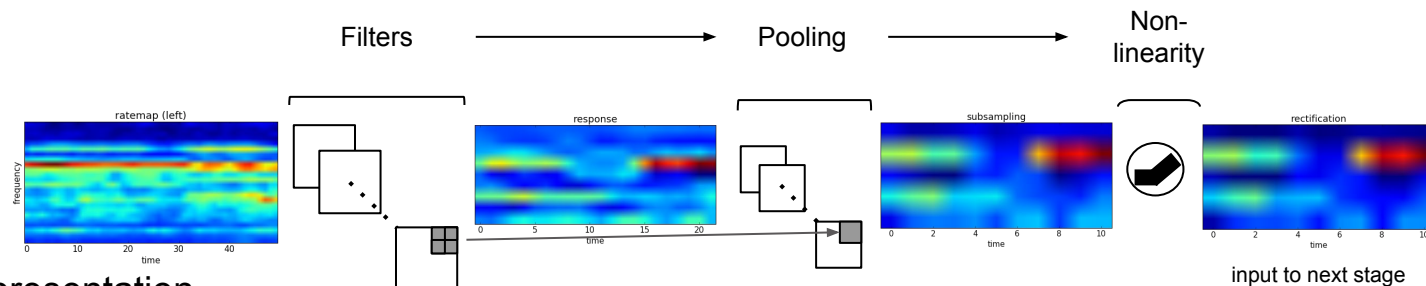 Filters
Pooling
Non-
linearity
ratemap (left)
frequency
0 10 20 30 40
time
response
0 5 10 15 20
time
subsampling
0 2 4 6 8 10
time
rectification
0 2 4 6 8 10
time
input to next stage